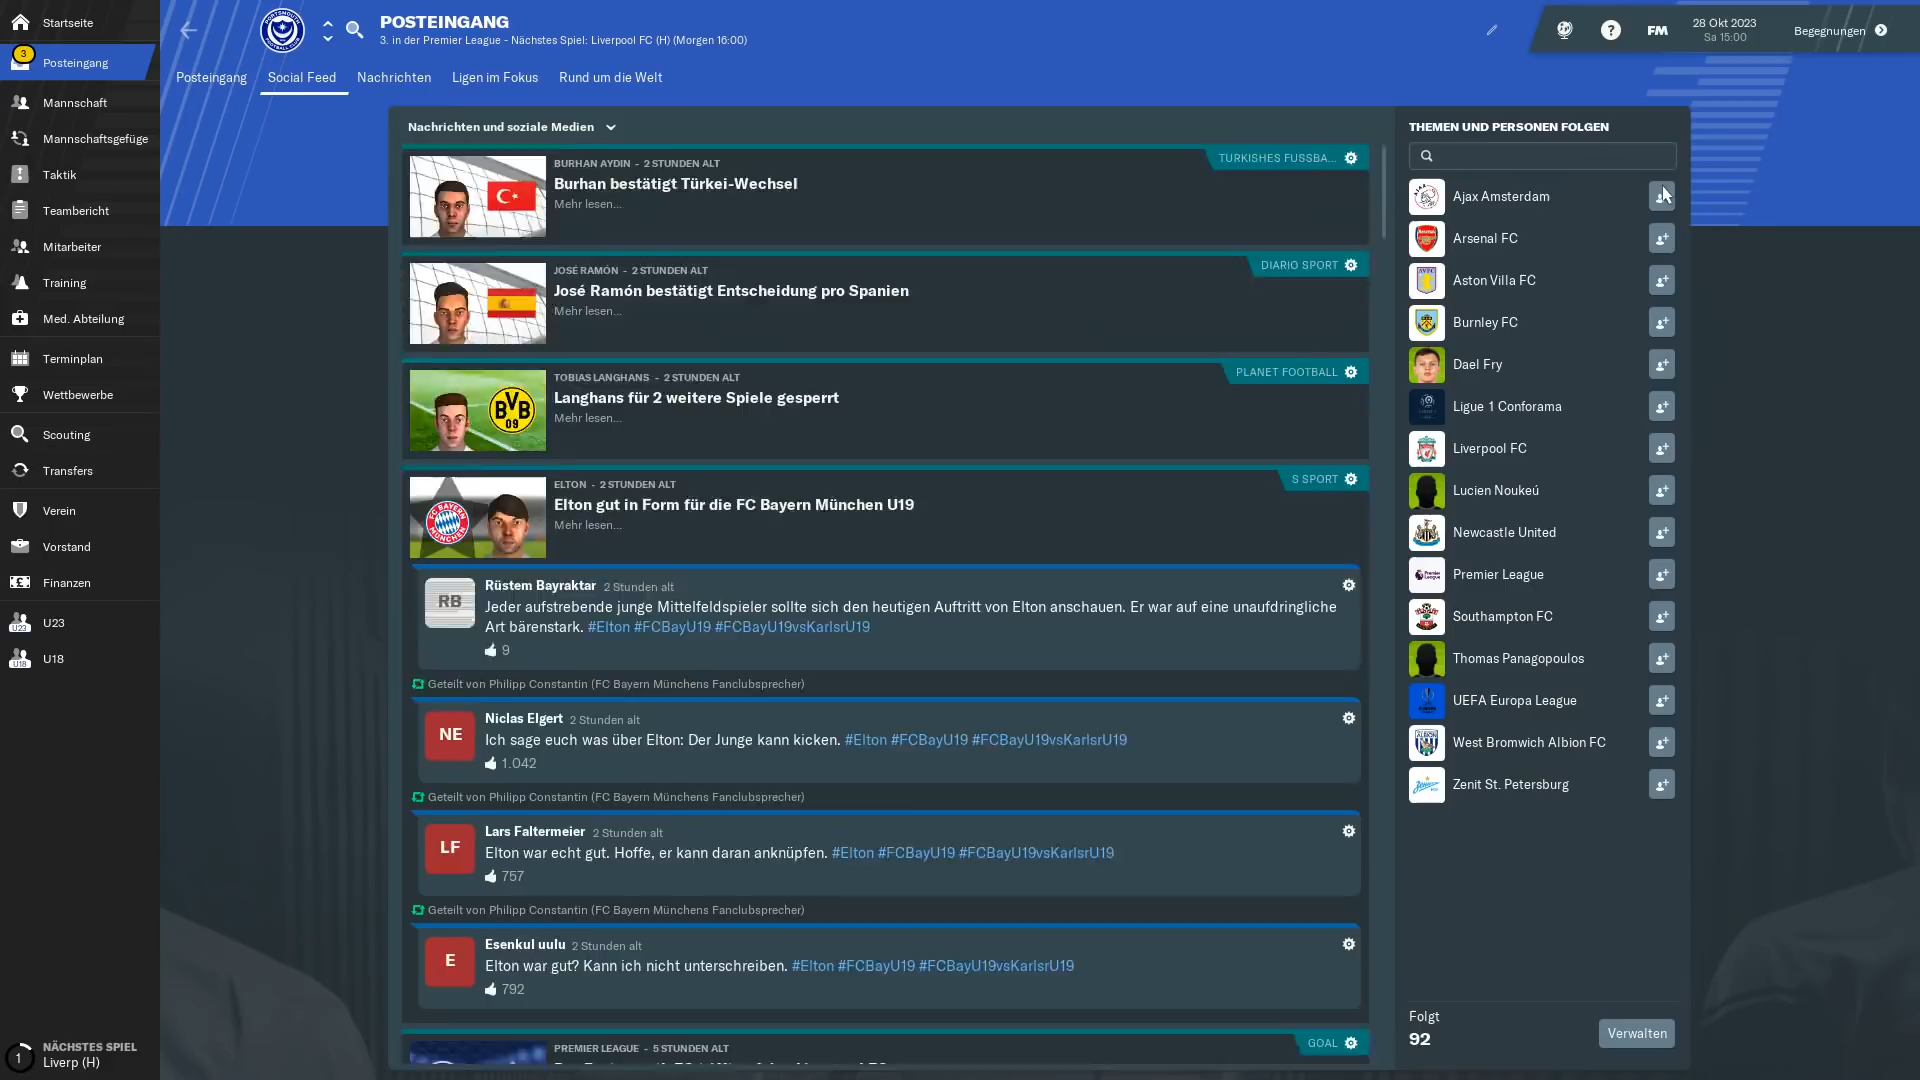 Startseite
3
Posteingang
Mannschaft
Mannschaftsgefüge
Taktik
Teambericht
Mitarbeiter
Training
Med. Abteilung
Terminplan
Wettbewerbe
Scouting
Transfers
Verein
Vorstand
Finanzen
U23
U23
U18
U18
1
NÄCHSTES SPIEL
Liverp (H)
POSTEINGANG
3. in der Premier League - Nächstes Spiel: Liverpool FC (H) (Morgen 16:00)
?
FM
28 Okt 2023
Sa 15:00
Begegnungen
Posteingang
Social Feed
Nachrichten
Ligen im Fokus
Rund um die Welt
Nachrichten und soziale Medien
BURHAN AYDIN - 2 STUNDEN ALT
TURKISHES FUSSBA...
Burhan bestätigt Türkei-Wechsel
Mehr lesen...
JOSÉ RAMÓN - 2 STUNDEN ALT
DIARIO SPORT
José Ramón bestätigt Entscheidung pro Spanien
Mehr lesen...
TOBIAS LANGHANS - 2 STUNDEN ALT
PLANET FOOTBALL
Langhans für 2 weitere Spiele gesperrt
Mehr lesen...
BVB
09
ELTON - 2 STUNDEN ALT
S SPORT
Elton gut in Form für die FC Bayern München U19
Mehr lesen...
RB
Rüstem Bayraktar 2 Stunden alt
Jeder aufstrebende junge Mittelfeldspieler sollte sich den heutigen Auftritt von Elton anschauen. Er war auf eine unaufdringliche
Art bärenstark. #Elton #FCBayU19 #FCBayU19vsKarlsrU19
9
Geteilt von Philipp Constantin (FC Bayern Münchens Fanclubsprecher)
NE
Niclas Elgert 2 Stunden alt
Ich sage euch was über Elton: Der Junge kann kicken. #Elton #FCBayU19 #FCBayU19vsKarlsrU19
1.042
Geteilt von Philipp Constantin (FC Bayern Münchens Fanclubsprecher)
LF
Lars Faltermeier 2 Stunden alt
Elton war echt gut. Hoffe, er kann daran anknüpfen. #Elton #FCBayU19 #FCBayU19vsKarlsrU19
757
Geteilt von Philipp Constantin (FC Bayern Münchens Fanclubsprecher)
E
Esenkul uulu 2 Stunden alt
Elton war gut? Kann ich nicht unterschreiben. #Elton #FCBayU19 #FCBayU19vsKarlsrU19
792
PREMIER LEAGUE - 5 STUNDEN ALT
GOAL
THEMEN UND PERSONEN FOLGEN
Ajax Amsterdam
Arsenal FC
Aston Villa FC
Burnley FC
Dael Fry
Ligue 1 Conforama
Liverpool FC
Lucien Noukeú
Newcastle United
Premier League
Southampton FC
Thomas Panagopoulos
UEFA Europa League
West Bromwich Albion FC
Zenit St. Petersburg
Folgt
92
Verwalten